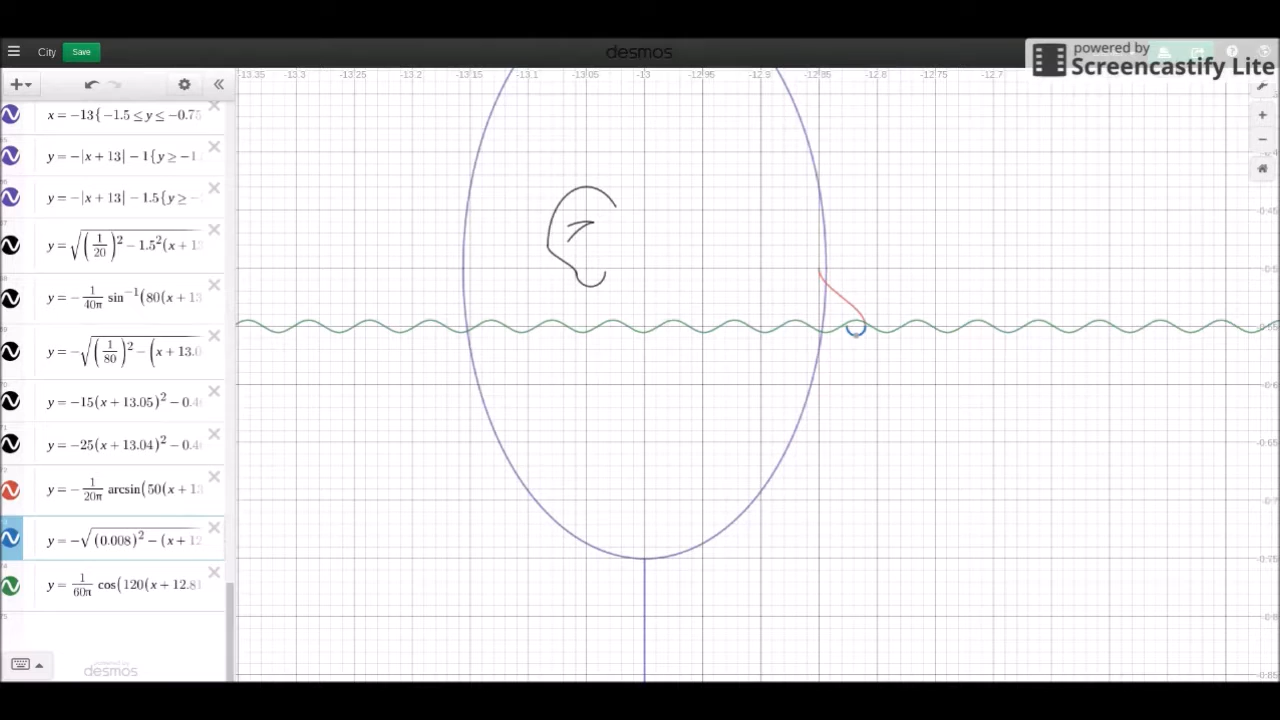 powered by
Screencastify Lite
City
Save
desmos
-13.35 -13.3 -13.25 -13.2 -13.15 -13.1 -13.05 -13 -12.95 -12.9 -12.85 -12.8 -12.75 -12.7
x = −13{−1.5 ≤ y ≤ −0.75
y = −|x + 13| − 1{y ≥ −1
y = −|x + 13| − 1.5{y ≥ −
y = √((1/20)² − 1.5²(x + 13
y = −1/40π sin⁻¹(80(x + 13
y = −√((1/80)² − (x + 13.0
y = −15(x + 13.05)² − 0.4
y = −25(x + 13.04)² − 0.4
y = −1/20π arcsin(50(x + 13
y = −√((0.008)² − (x + 12
y = 1/60π cos(120(x + 12.81
powered by
desmos